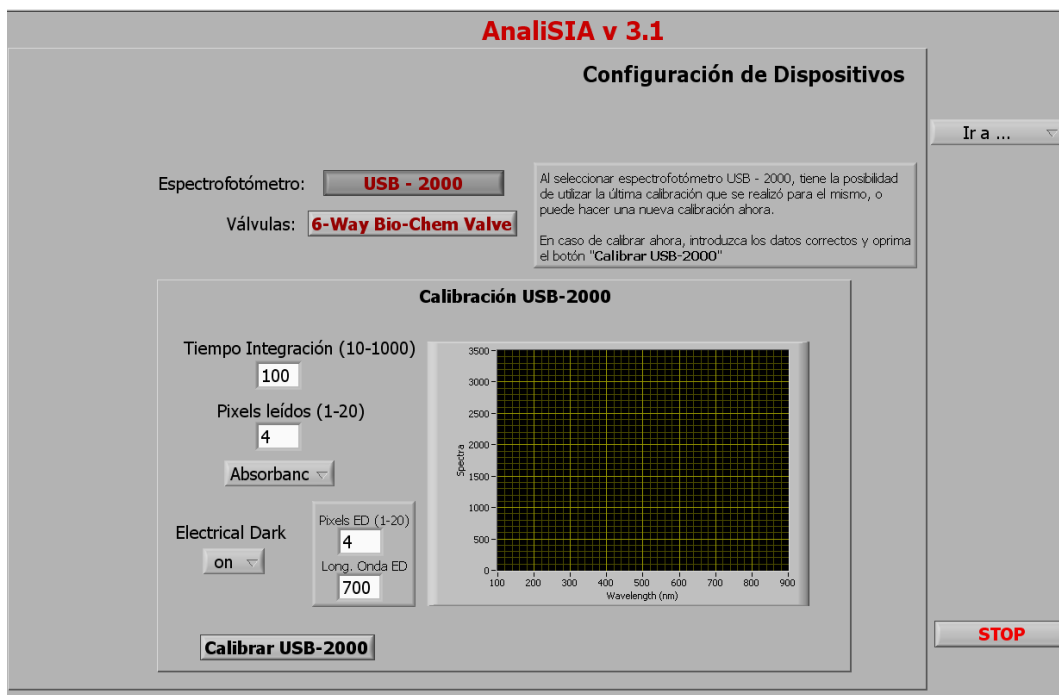 AnaliSIA v 3.1
Configuración de Dispositivos
Ir a ...
Espectrofotómetro: USB - 2000
Válvulas: 6-Way Bio-Chem Valve
Al seleccionar espectrofotómetro USB - 2000, tiene la posibilidad
de utilizar la última calibración que se realizó para el mismo, o
puede hacer una nueva calibración ahora.
En caso de calibrar ahora, introduzca los datos correctos y oprima
el botón "Calibrar USB-2000"
Calibración USB-2000
Tiempo Integración (10-1000)
100
Pixels leídos (1-20)
4
Absorbanc
Electrical Dark
on
Pixels ED (1-20)
4
Long. Onda ED
700
Calibrar USB-2000
Spectra
3500
3000
2500
2000
1500
1000
500
0
100 200 300 400 500 600 700 800 900
Wavelength (nm)
STOP